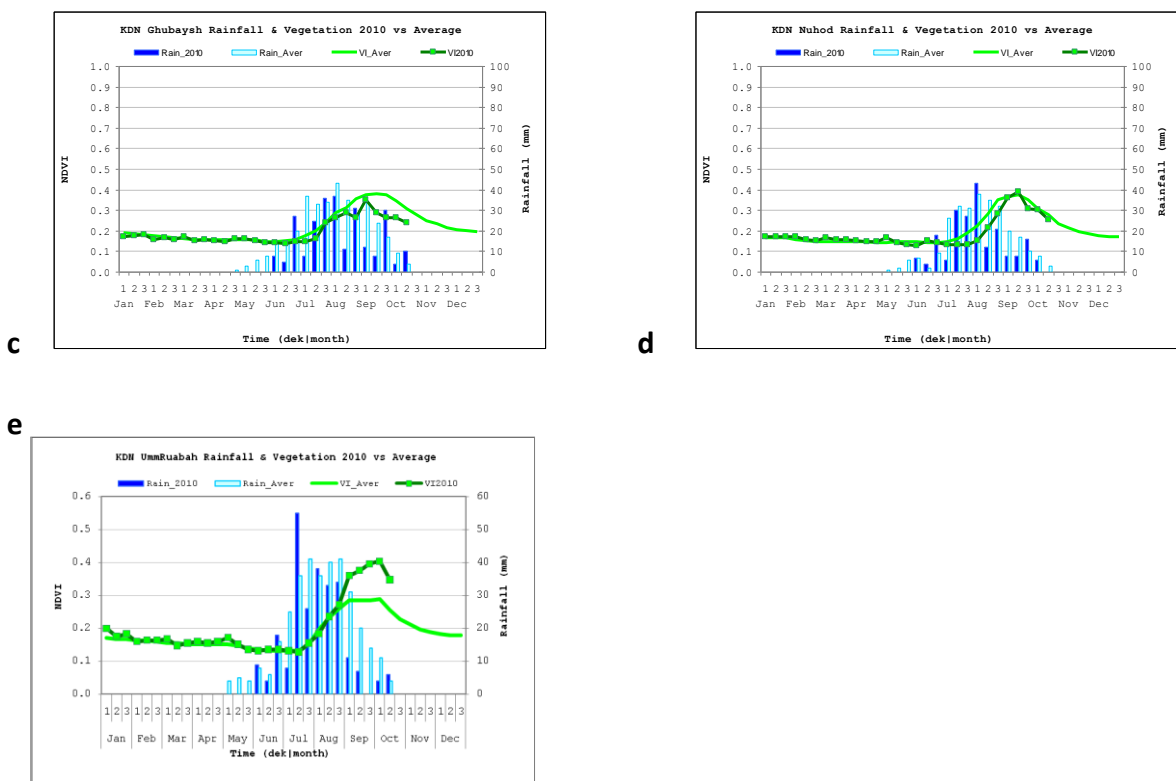 KDN Ghubaysh Rainfall & Vegetation 2010 vs Average
Rain_2010 Rain_Aver VI_Aver VI2010
1.0 100
0.9 90
0.8 80
0.7 70
0.6 60
0.5 50
0.4 40
0.3 30
0.2 20
0.1 10
0.0 0
NDVI
Rainfall (mm)
1 2 3 1 2 3 1 2 3 1 2 3 1 2 3 1 2 3 1 2 3 1 2 3 1 2 3 1 2 3 1 2 3 1 2 3
Jan Feb Mar Apr May Jun Jul Aug Sep Oct Nov Dec
Time (dek|month)
c
KDN Nuhod Rainfall & Vegetation 2010 vs Average
Rain_2010 Rain_Aver VI_Aver VI2010
1.0 100
0.9 90
0.8 80
0.7 70
0.6 60
0.5 50
0.4 40
0.3 30
0.2 20
0.1 10
0.0 0
NDVI
Rainfall (mm)
1 2 3 1 2 3 1 2 3 1 2 3 1 2 3 1 2 3 1 2 3 1 2 3 1 2 3 1 2 3 1 2 3 1 2 3
Jan Feb Mar Apr May Jun Jul Aug Sep Oct Nov Dec
Time (dek|month)
d
e
KDN UmmRuabah Rainfall & Vegetation 2010 vs Average
Rain_2010 Rain_Aver VI_Aver VI2010
0.6 60
0.5 50
0.4 40
0.3 30
0.2 20
0.1 10
0.0 0
NDVI
Rainfall (mm)
1 2 3 1 2 3 1 2 3 1 2 3 1 2 3 1 2 3 1 2 3 1 2 3 1 2 3 1 2 3 1 2 3 1 2 3
Jan Feb Mar Apr May Jun Jul Aug Sep Oct Nov Dec
Time (dek|month)